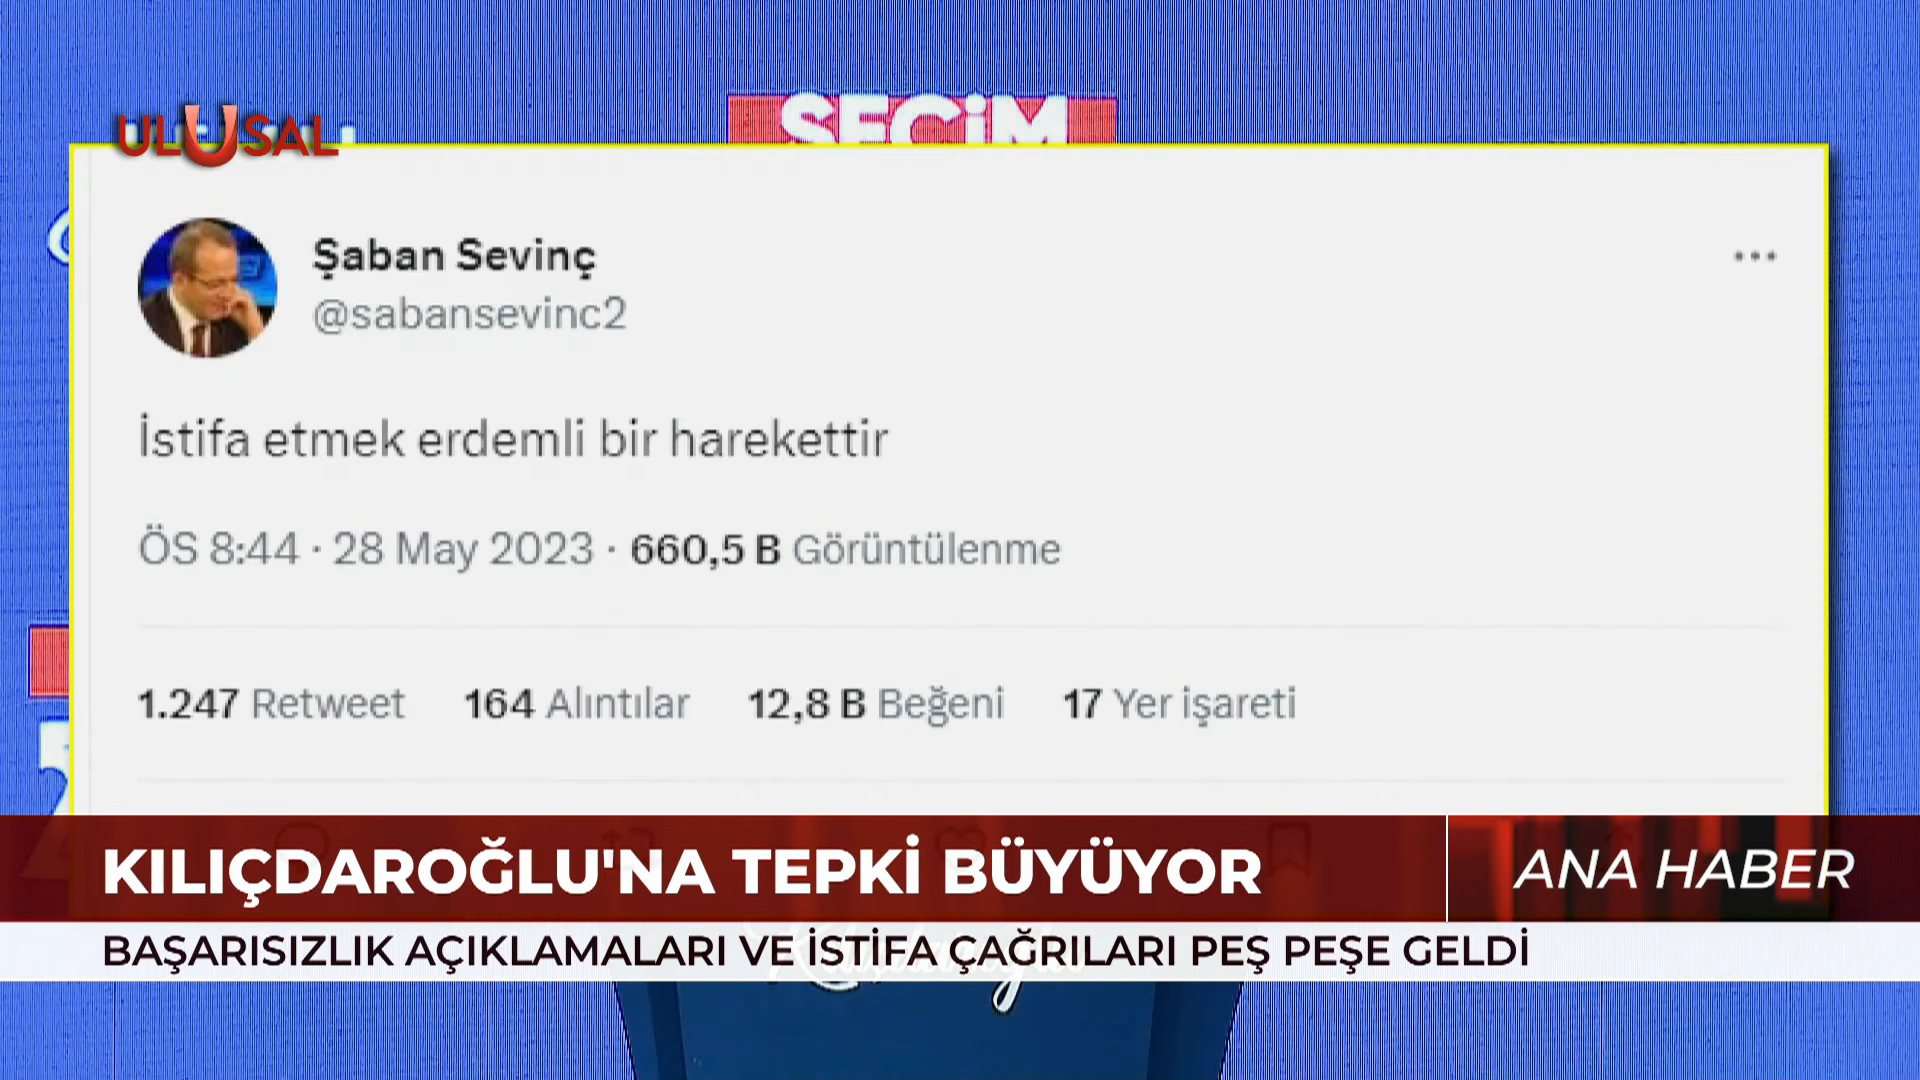 SEÇİM
ULUSAL
Şaban Sevinç
@sabansevinc2
İstifa etmek erdemli bir harekettir
ÖS 8:44 · 28 May 2023 · 660,5 B Görüntülenme
1.247 Retweet 164 Alıntılar 12,8 B Beğeni 17 Yer işareti
KILIÇDAROĞLU'NA TEPKİ BÜYÜYOR
ANA HABER
BAŞARISIZLIK AÇIKLAMALARI VE İSTİFA ÇAĞRILARI PEŞ PEŞE GELDİ